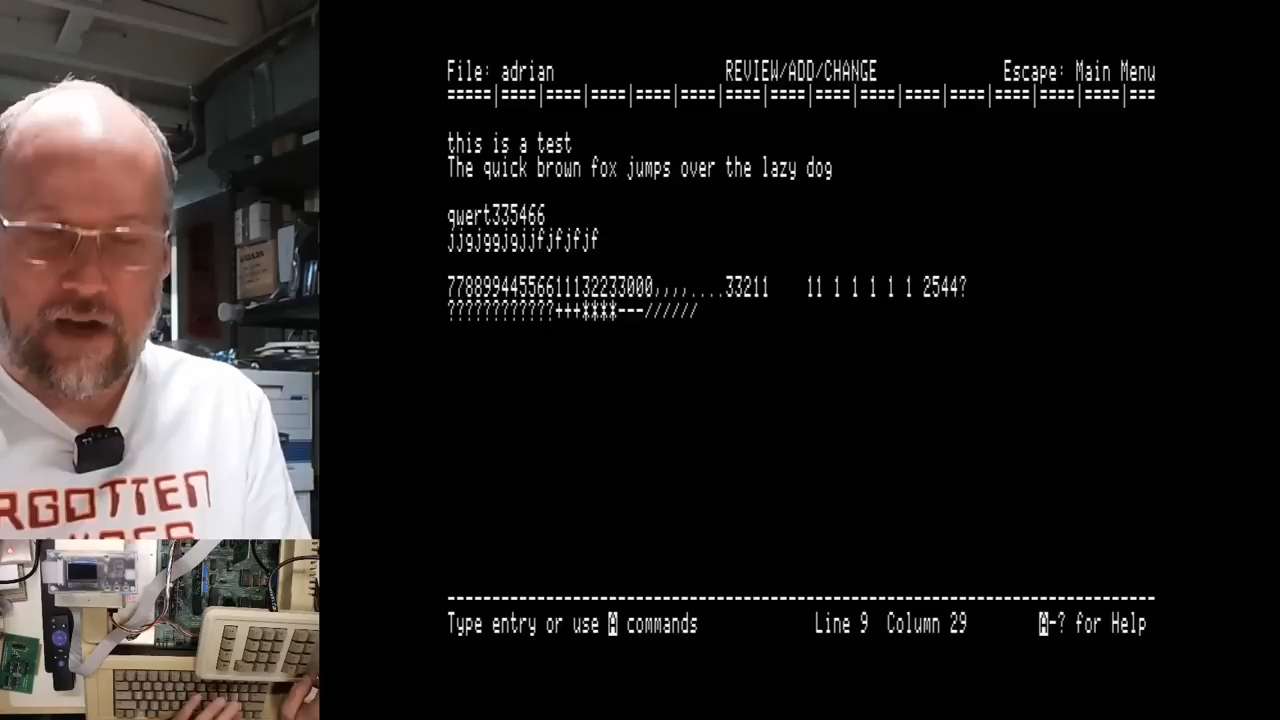 File: adrian REVIEW/ADD/CHANGE Escape: Main Menu
=====|====|====|====|====|====|====|====|====|====|====|====|====|====|====|===
this is a test
The quick brown fox jumps over the lazy dog
qwert335466
jjgjggjgjjfjfjfjf
77889944556611132233000,,,,....33211    11 1 1 1 1 1 2544?
????????????+++****---//////
-------------------------------------------------------------------------------
Type entry or use A commands Line 9 Column 29 A-? for Help
RGOTTEN